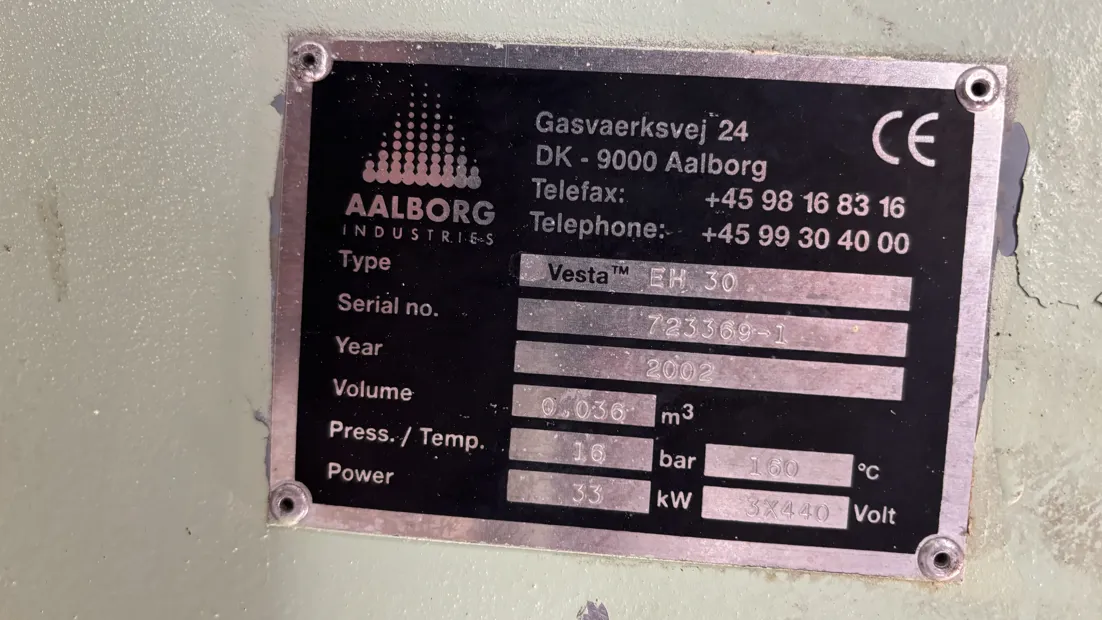 AALBORG
INDUSTRIES
Gasvaerksvej 24
DK - 9000 Aalborg
Telefax: +45 98 16 83 16
Telephone: +45 99 30 40 00
CE
Type Vesta™ EH 30
Serial no. 723369-1
Year 2002
Volume 0.036 m³
Press. / Temp. 16 bar 160 °C
Power 33 kW 3X440 Volt